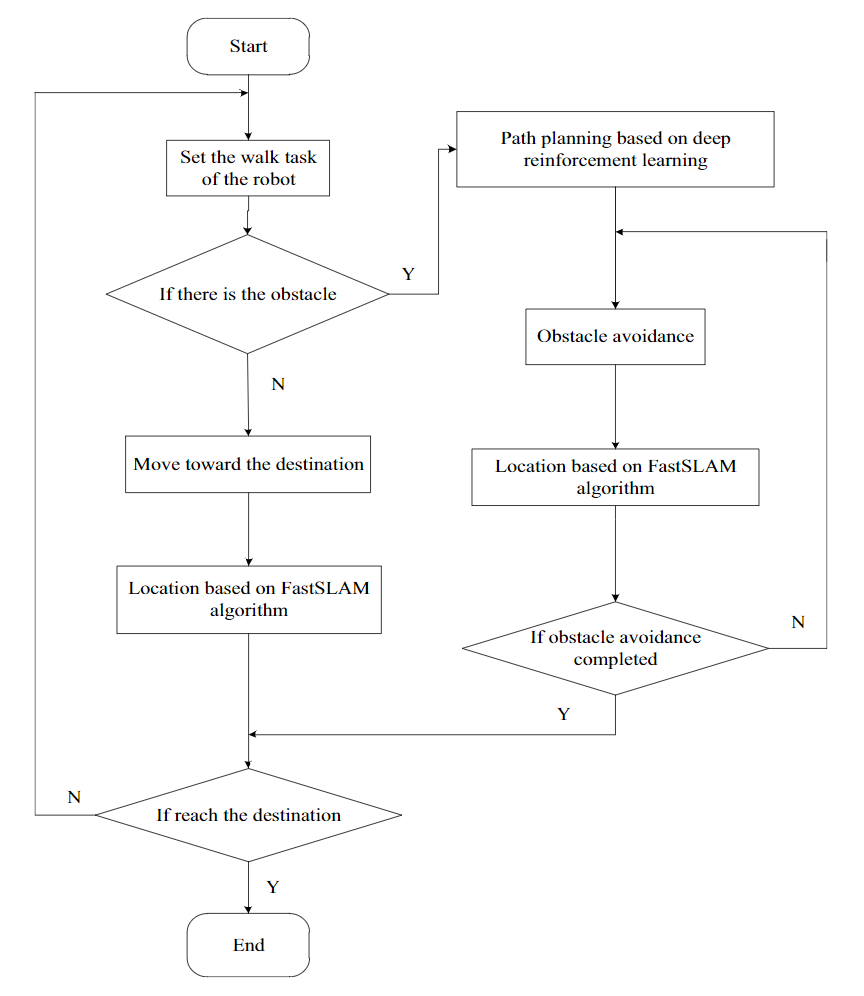 Start
Set the walk task
of the robot
If there is the obstacle
Y
N
Move toward the destination
Location based on FastSLAM
algorithm
Path planning based on deep
reinforcement learning
Obstacle avoidance
Location based on FastSLAM
algorithm
If obstacle avoidance
completed
N
Y
If reach the destination
N
Y
End